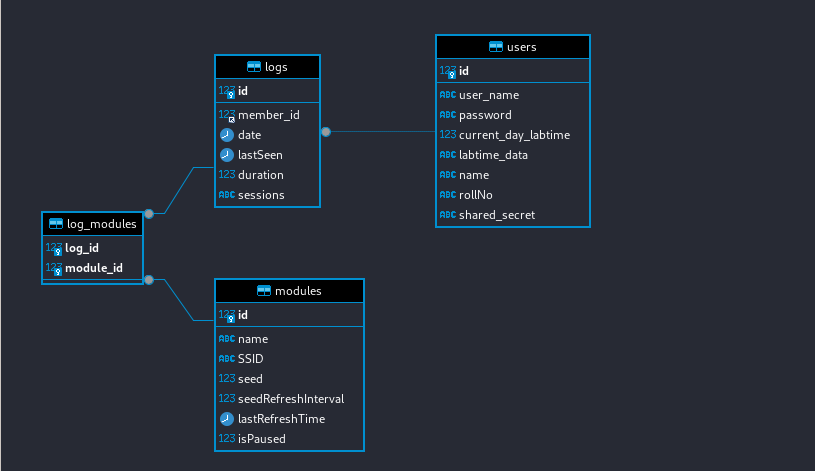 logs
123 id
123 member_id
date
lastSeen
123 duration
ABC sessions
users
123 id
ABC user_name
ABC password
123 current_day_labtime
ABC labtime_data
ABC name
ABC rollNo
ABC shared_secret
log_modules
123 log_id
123 module_id
modules
123 id
ABC name
ABC SSID
123 seed
123 seedRefreshInterval
lastRefreshTime
123 isPaused